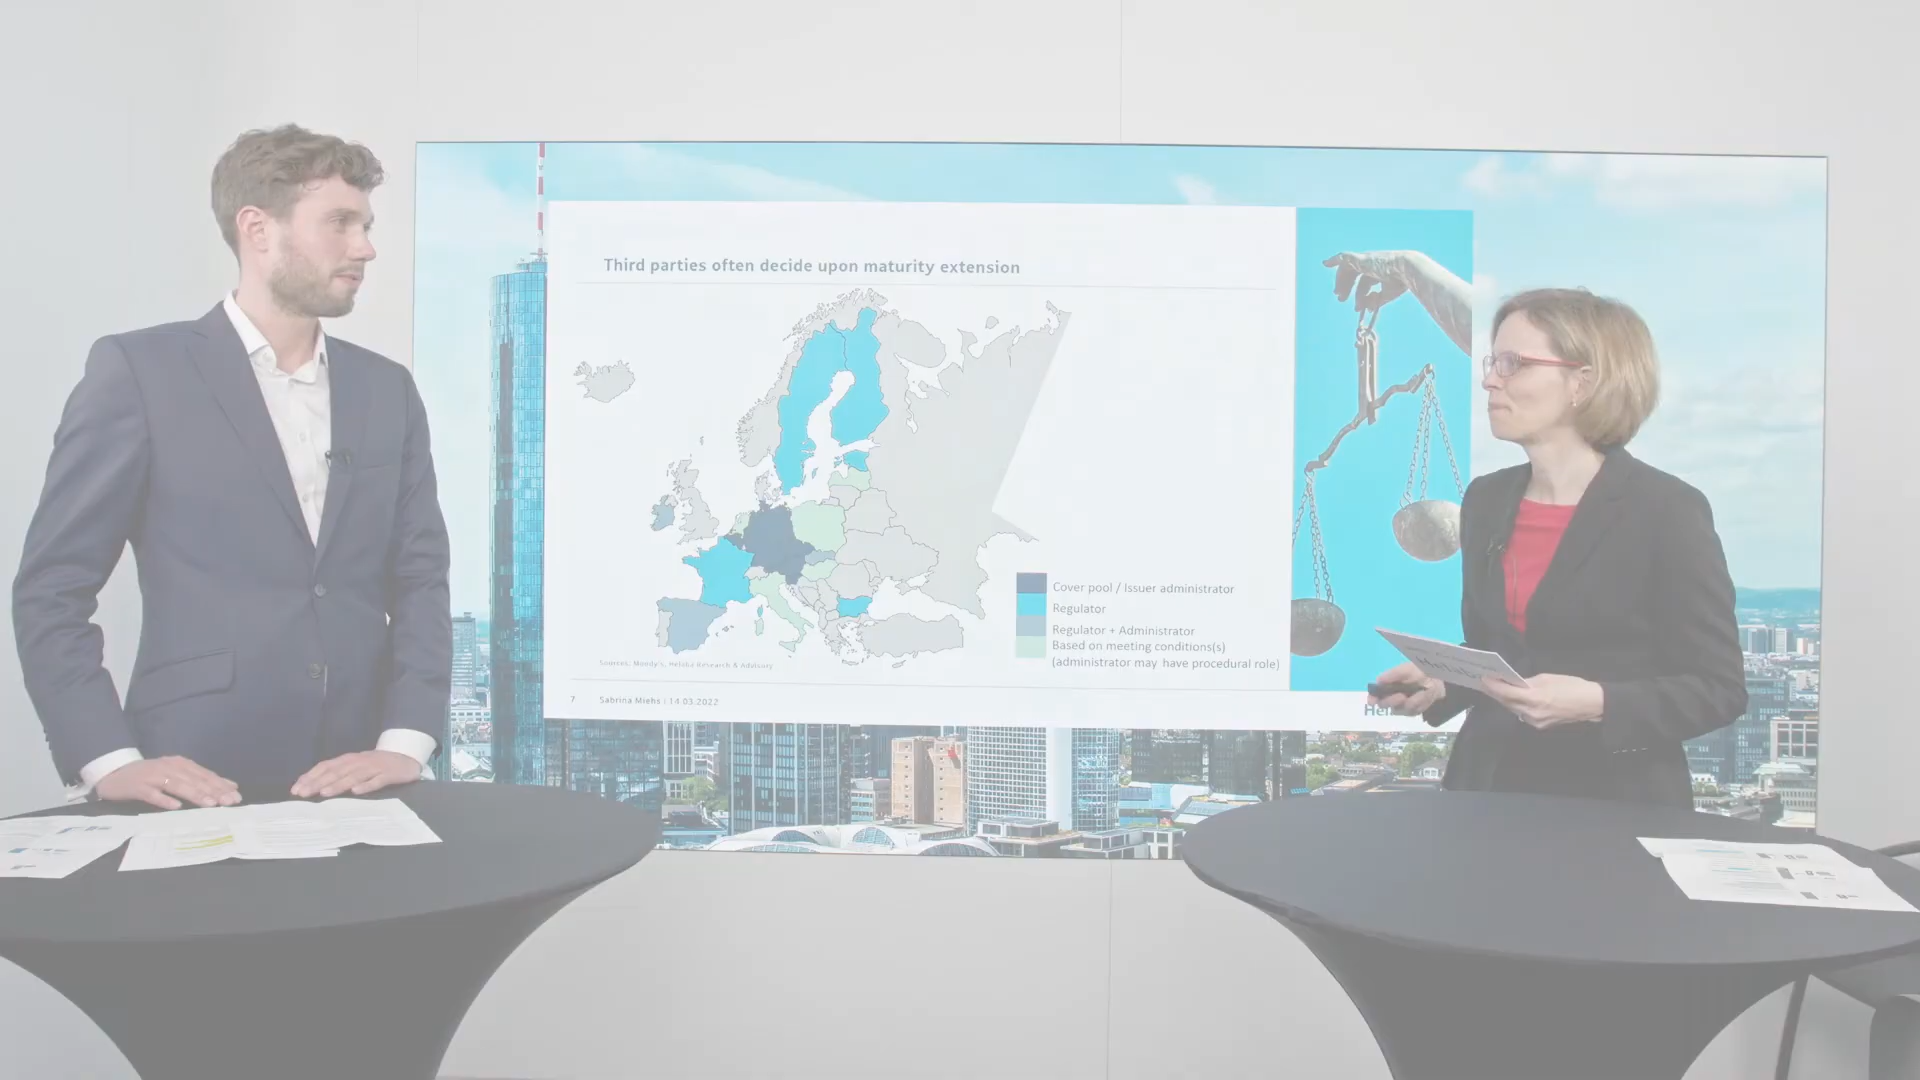 Third parties often decide upon maturity extension
Cover pool / Issuer administrator
Regulator
Regulator + Administrator
Based on meeting conditions(s)
(administrator may have procedural role)
Sources: Moody's, Helaba Research & Advisory
7 Sabrina Miehs | 14.03.2022